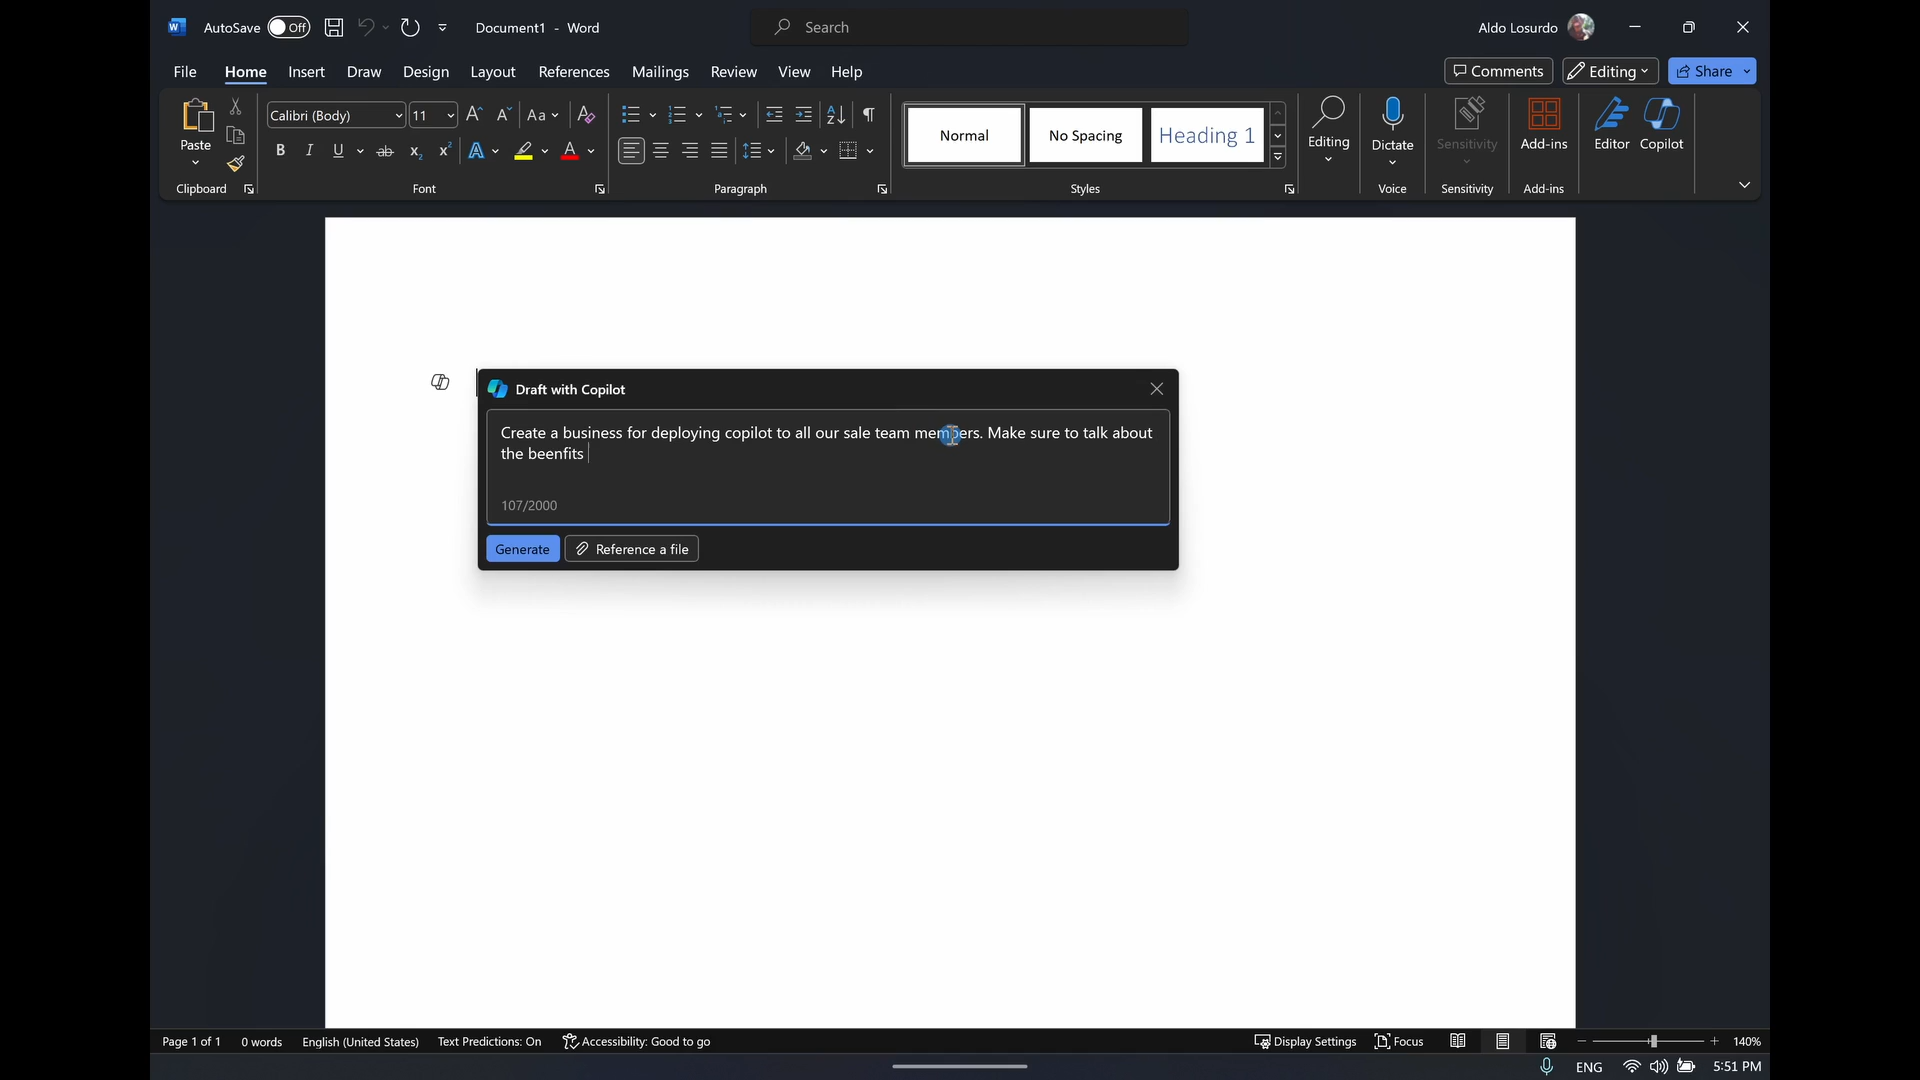 AutoSave Off Document1 - Word Search Aldo Losurdo
File Home Insert Draw Design Layout References Mailings Review View Help Comments Editing Share
Calibri (Body) 11 Aa
Paste Normal No Spacing Heading 1 Editing Dictate Sensitivity Add-ins Editor Copilot
B I U ab x₂ x² A A
Clipboard Font Paragraph Styles Voice Sensitivity Add-ins
Draft with Copilot
Create a business for deploying copilot to all our sale team members. Make sure to talk about
the beenfits
107/2000
Generate Reference a file
Page 1 of 1 0 words English (United States) Text Predictions: On Accessibility: Good to go Display Settings Focus 140%
ENG 5:51 PM